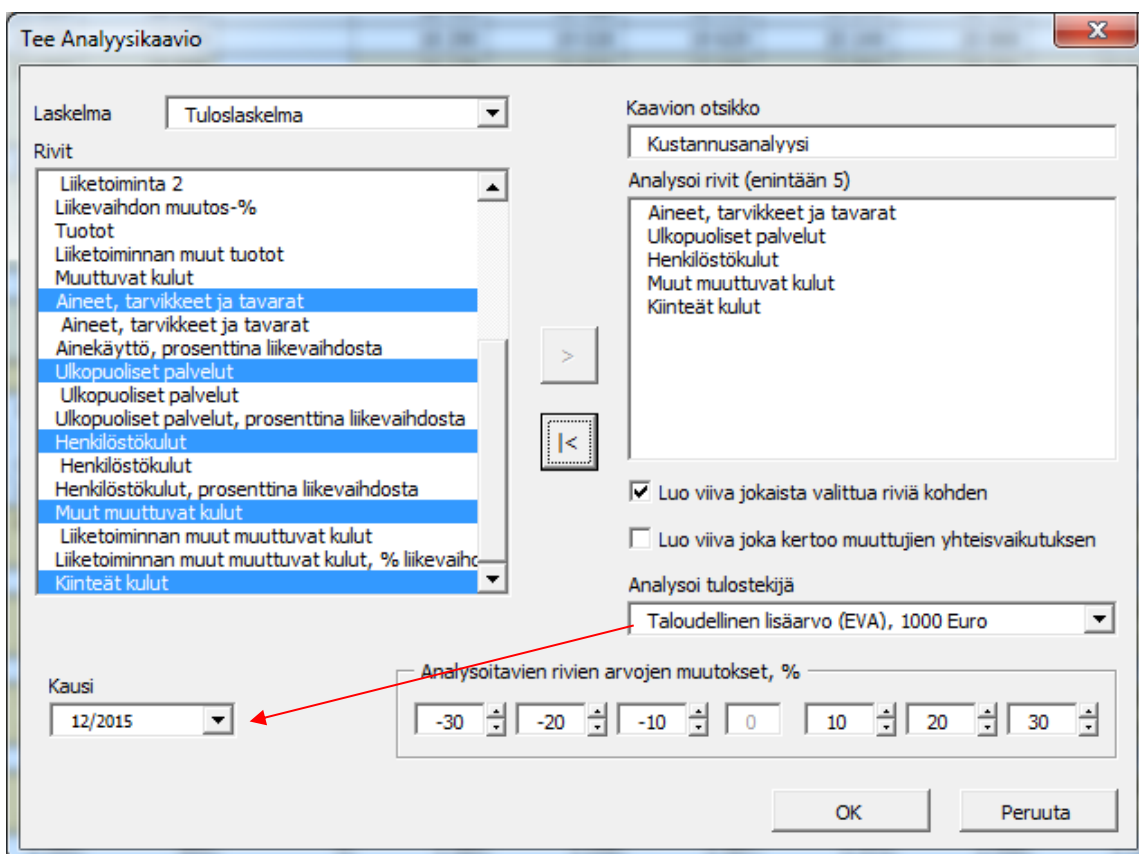 Tee Analyysikaavio
Laskelma
Tuloslaskelma
Rivit
Liiketoiminta 2
Liikevaihdon muutos-%
Tuotot
Liiketoiminnan muut tuotot
Muuttuvat kulut
Aineet, tarvikkeet ja tavarat
Aineet, tarvikkeet ja tavarat
Ainekäyttö, prosenttina liikevaihdosta
Ulkopuoliset palvelut
Ulkopuoliset palvelut
Ulkopuoliset palvelut, prosenttina liikevaihdosta
Henkilöstökulut
Henkilöstökulut
Henkilöstökulut, prosenttina liikevaihdosta
Muut muuttuvat kulut
Liiketoiminnan muut muuttuvat kulut
Liiketoiminnan muut muuttuvat kulut, % liikevaihd
Kiinteät kulut
>
|<
Kaavion otsikko
Kustannusanalyysi
Analysoi rivit (enintään 5)
Aineet, tarvikkeet ja tavarat
Ulkopuoliset palvelut
Henkilöstökulut
Muut muuttuvat kulut
Kiinteät kulut
Luo viiva jokaista valittua riviä kohden
Luo viiva joka kertoo muuttujien yhteisvaikutuksen
Analysoi tulostekijä
Taloudellinen lisäarvo (EVA), 1000 Euro
Kausi
12/2015
Analysoitavien rivien arvojen muutokset, %
-30 -20 -10 0 10 20 30
OK Peruuta